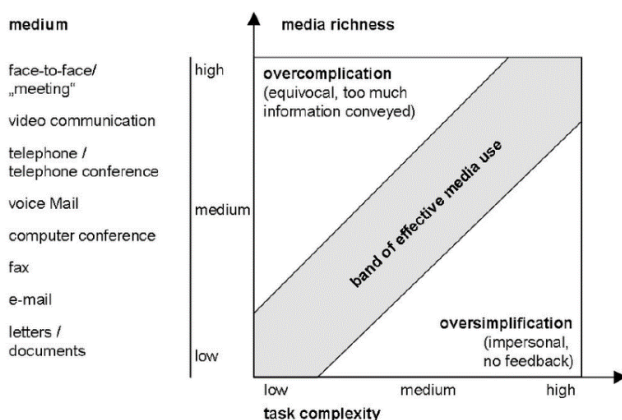 medium
media richness
face-to-face/
„meeting“
video communication
telephone /
telephone conference
voice Mail
computer conference
fax
e-mail
letters /
documents
high
medium
low
overcomplication
(equivocal, too much
information conveyed)
band of effective media use
oversimplification
(impersonal,
no feedback)
low medium high
task complexity